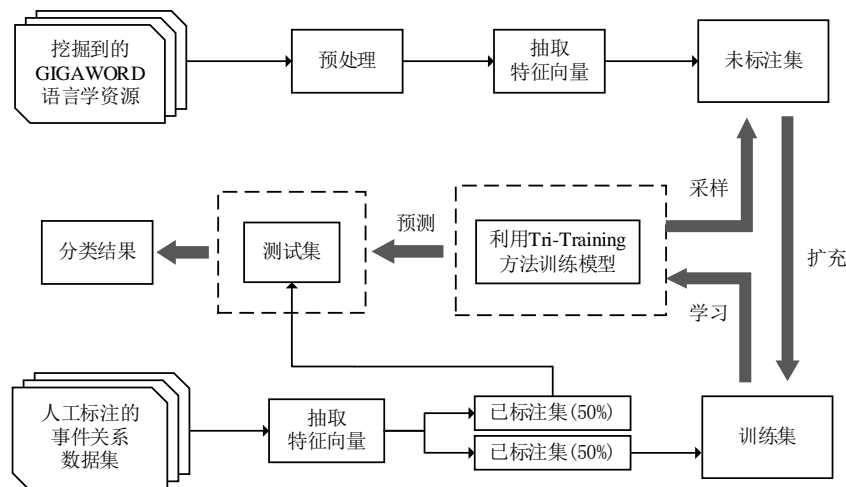 挖掘到的
GIGAWORD
语言学资源
预处理
抽取
特征向量
未标注集
采样
预测
分类结果
测试集
利用Tri-Training
方法训练模型
扩充
学习
人工标注的
事件关系
数据集
抽取
特征向量
已标注集(50%)
已标注集(50%)
训练集